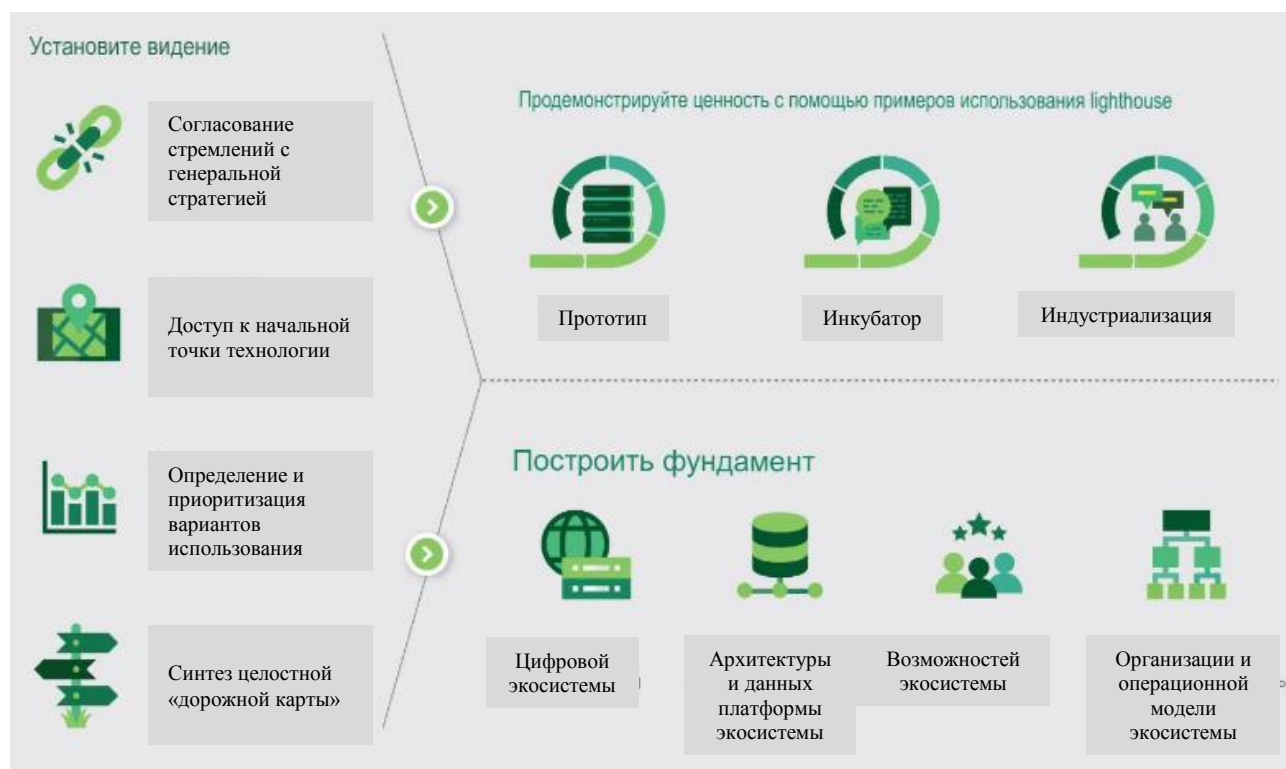 Установите видение
Согласование
стремлений с
генеральной
стратегией
Доступ к начальной
точки технологии
Определение и
приоритизация
вариантов
использования
Синтез целостной
«дорожной карты»
Продемонстрируйте ценность с помощью примеров использования lighthouse
Прототип
Инкубатор
Индустриализация
Построить фундамент
Цифровой
экосистемы
Архитектуры
и данных
платформы
экосистемы
Возможностей
экосистемы
Организации и
операционной
модели
экосистемы